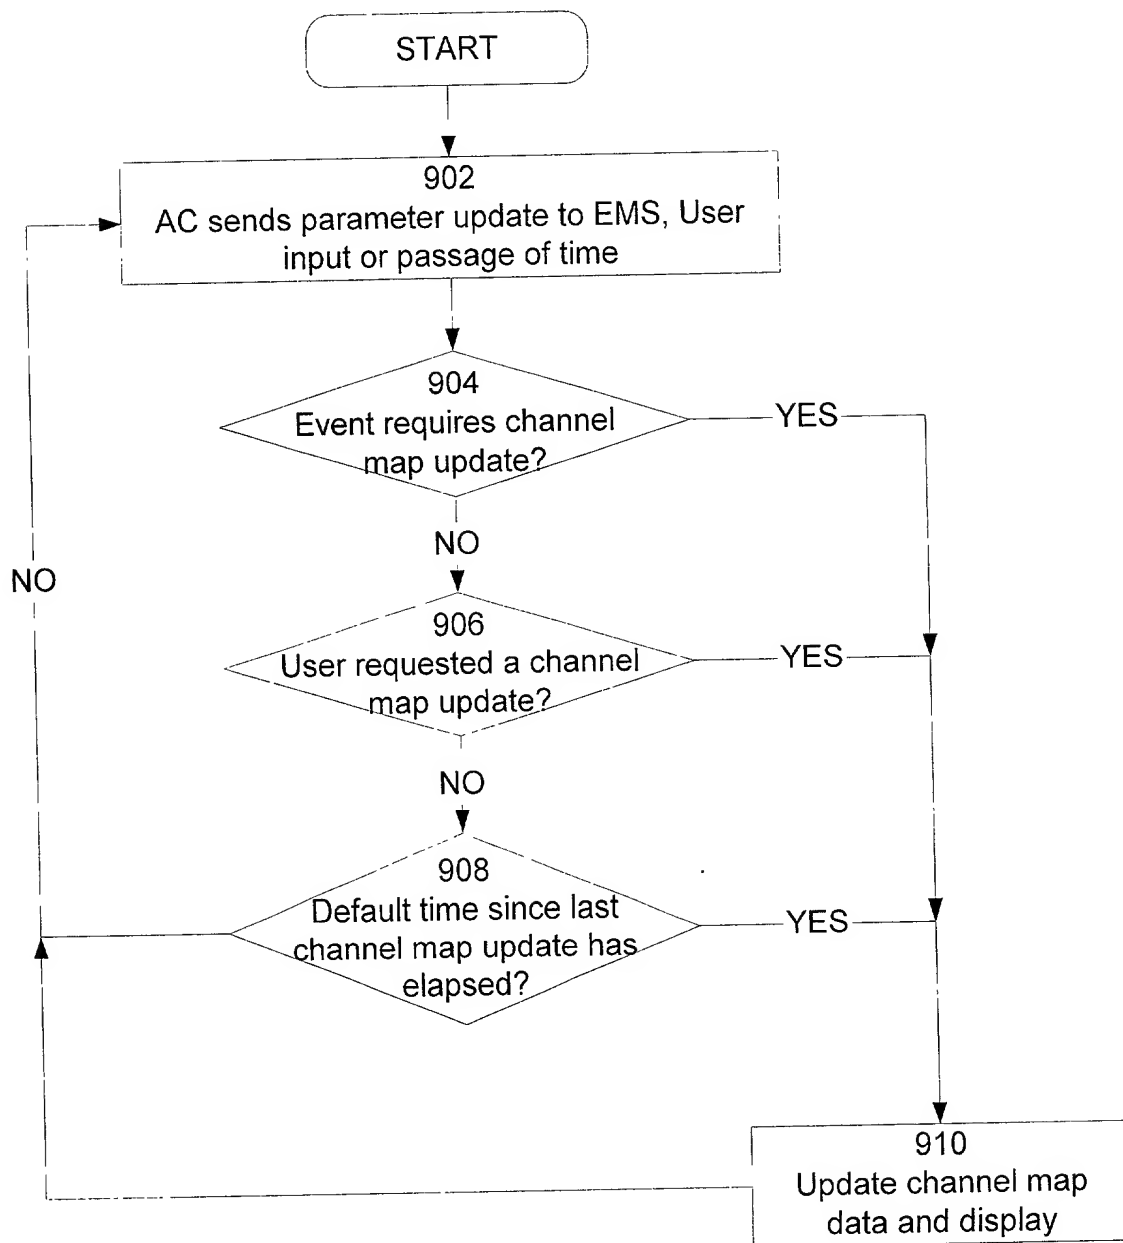 START
902
AC sends parameter update to EMS, User
input or passage of time
904
Event requires channel
map update?
YES
NO
NO
906
User requested a channel
map update?
YES
NO
908
Default time since last
channel map update has
elapsed?
YES
910
Update channel map
data and display